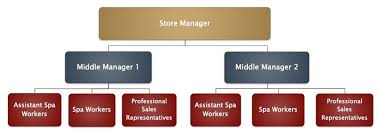 Store Manager
Middle Manager 1
Middle Manager 2
Assistant Spa
Workers
Spa Workers
Professional
Sales
Representatives
Assistant Spa
Workers
Spa Workers
Professional
Sales
Representatives